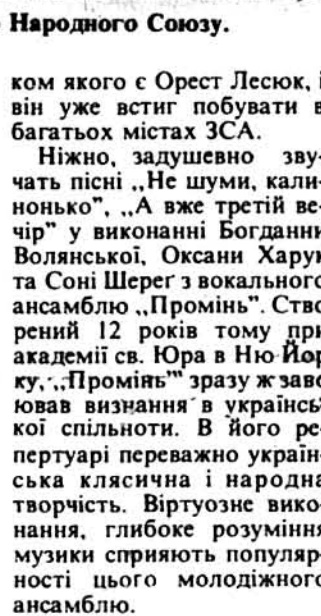 Народного Союзу.
ком якого є Орест Лесюк, і
він уже встиг побувати в
багатьох містах ЗСА.
Ніжно, задушевно зву-
чать пісні „Не шуми, кали-
нонько", „А вже третій ве-
чір" у виконанні Богданни
Волянської, Оксани Харук
та Соні Шереґ з вокального
ансамблю „Промінь". Ство
рений 12 років тому при
академії св. Юра в Ню Йор
ку, „Промінь" зразу ж заво
ював визнання в українсь
кої спільноти. В його ре-
пертуарі переважно україн-
ська клясична і народна
творчість. Віртуозне вико-
нання, глибоке розуміння
музики сприяють популяр-
ності цього молодіжного
ансамблю.